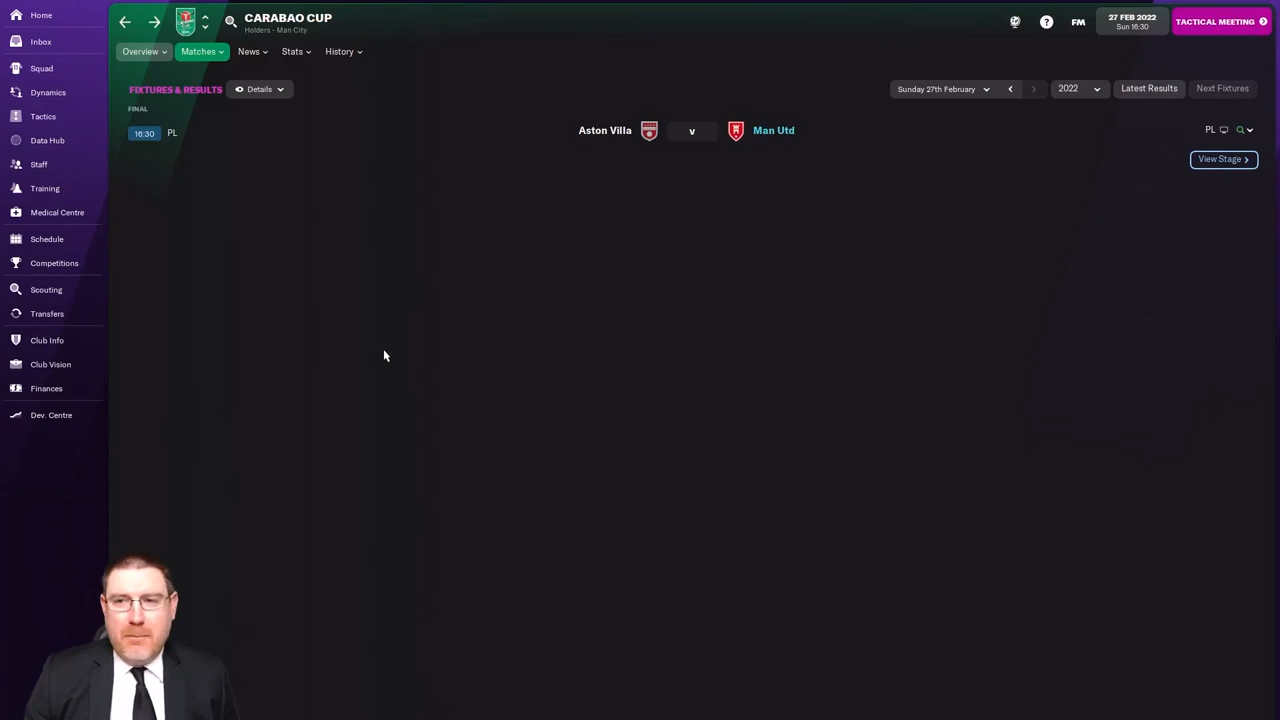 Home
Inbox
Squad
Dynamics
Tactics
Data Hub
Staff
Training
Medical Centre
Schedule
Competitions
Scouting
Transfers
Club Info
Club Vision
Finances
Dev. Centre
CARABAO CUP
Holders - Man City
FM
27 FEB 2022
Sun 16:30
TACTICAL MEETING
Overview
Matches
News
Stats
History
FIXTURES & RESULTS
Details
Sunday 27th February
2022
Latest Results
Next Fixtures
FINAL
16:30 PL
Aston Villa v Man Utd
PL
View Stage